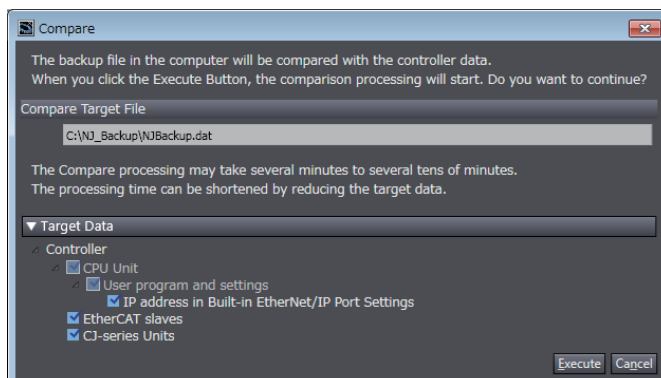 Compare
The backup file in the computer will be compared with the controller data.
When you click the Execute Button, the comparison processing will start. Do you want to continue?
Compare Target File
C:\NJ_Backup\NJBackup.dat
The Compare processing may take several minutes to several tens of minutes.
The processing time can be shortened by reducing the target data.
Target Data
Controller
CPU Unit
User program and settings
IP address in Built-in EtherNet/IP Port Settings
EtherCAT slaves
CJ-series Units
Execute Cancel